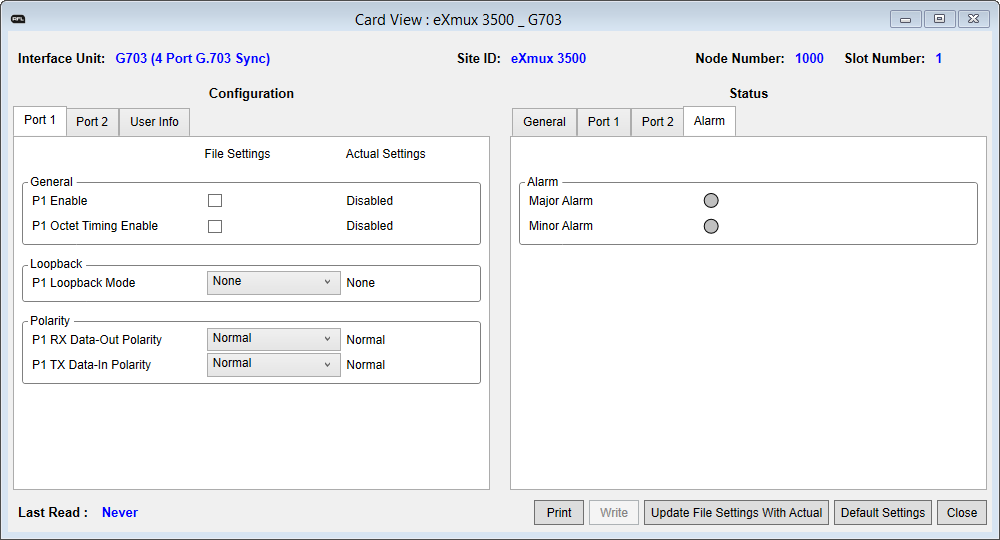 RFL
Card View : eXmux 3500 _ G703
Interface Unit: G703 (4 Port G.703 Sync) Site ID: eXmux 3500 Node Number: 1000 Slot Number: 1
Configuration
Port 1 Port 2 User Info
File Settings Actual Settings
General
P1 Enable Disabled
P1 Octet Timing Enable Disabled
Loopback
P1 Loopback Mode None None
Polarity
P1 RX Data-Out Polarity Normal Normal
P1 TX Data-In Polarity Normal Normal
Status
General Port 1 Port 2 Alarm
Alarm
Major Alarm
Minor Alarm
Last Read : Never Print Write Update File Settings With Actual Default Settings Close